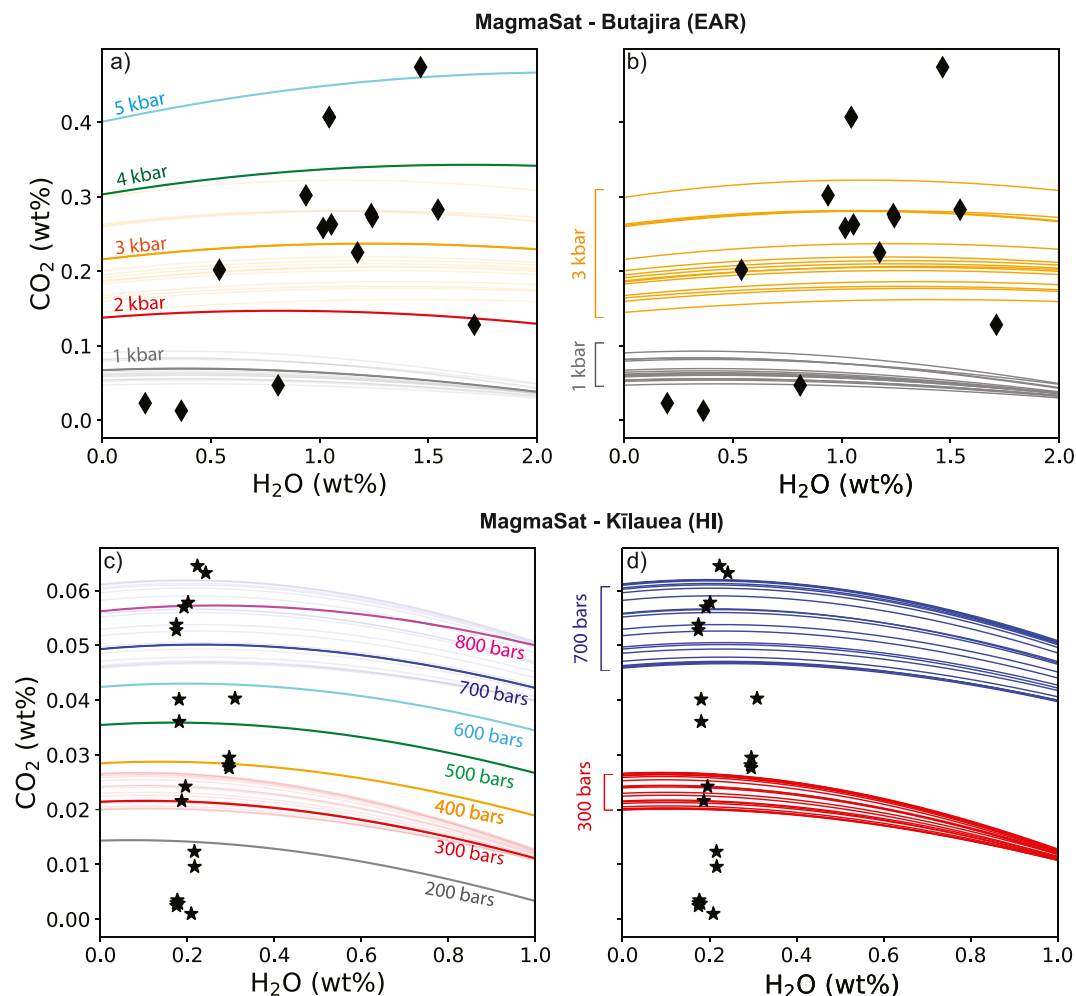 MagmaSat - Butajira (EAR)
a)
b)
CO₂ (wt%)
0.4
0.3
0.2
0.1
0.0
5 kbar
4 kbar
3 kbar
2 kbar
1 kbar
3 kbar
1 kbar
0.0 0.5 1.0 1.5 2.0
0.0 0.5 1.0 1.5 2.0
H₂O (wt%)
H₂O (wt%)
MagmaSat - Kīlauea (HI)
c)
d)
CO₂ (wt%)
0.06
0.05
0.04
0.03
0.02
0.01
0.00
800 bars
700 bars
600 bars
500 bars
400 bars
300 bars
200 bars
700 bars
300 bars
0.0 0.2 0.4 0.6 0.8 1.0
0.0 0.2 0.4 0.6 0.8 1.0
H₂O (wt%)
H₂O (wt%)